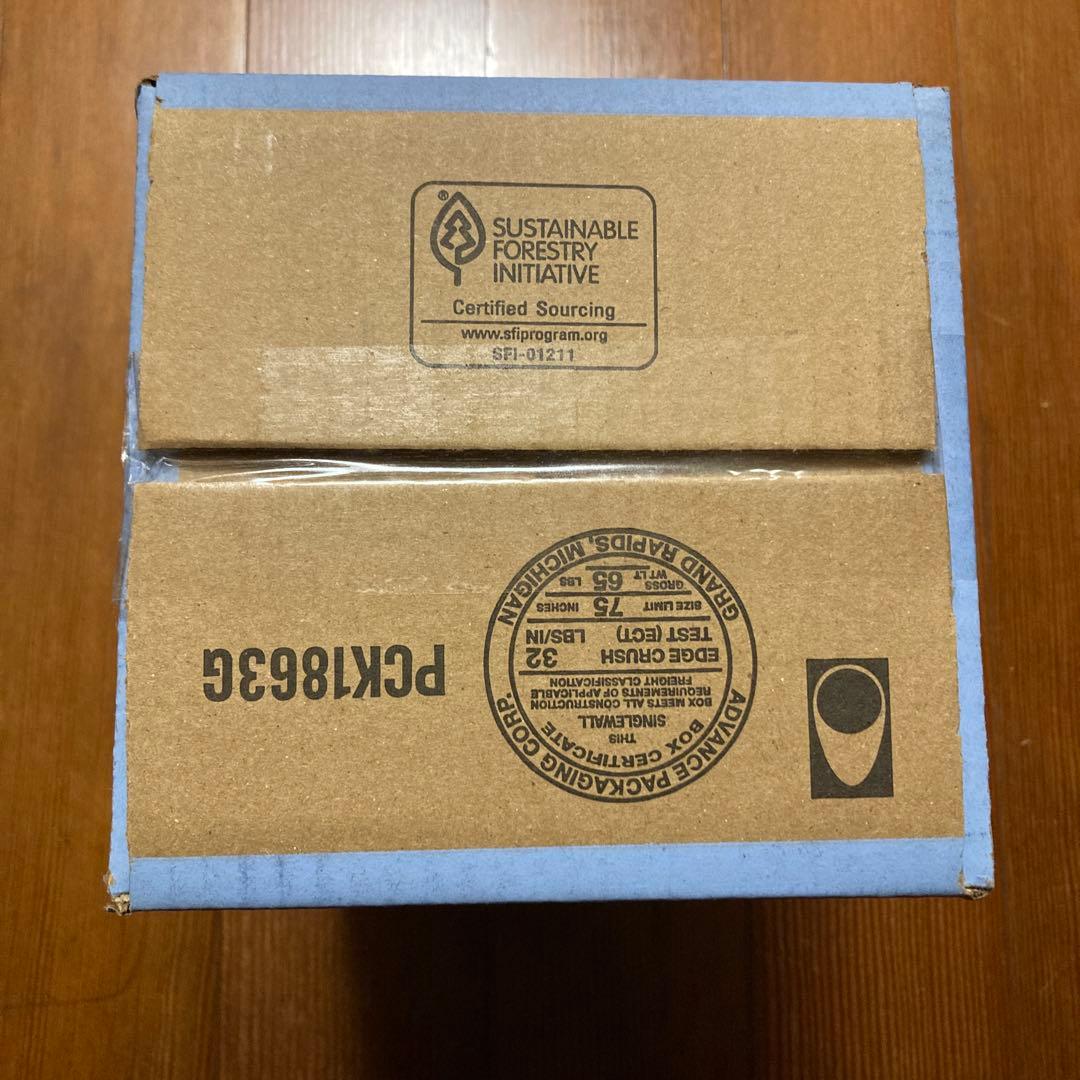 ®
SUSTAINABLE
FORESTRY
INITIATIVE
Certified Sourcing
www.sfiprogram.org
SFI-01211
PCK18636
BOX CERTIFICATE
THIS
SINGLEWALL
BOX MEETS ALL CONSTRUCTION
REQUIREMENTS OF APPLICABLE
FREIGHT CLASSIFICATION
EDGE CRUSH
TEST (ECT) 32 LBS/IN
SIZE LIMIT 75 INCHES
GROSS
WT LT 65 LBS
ADVANCE PACKAGING CORP.
GRAND RAPIDS, MICHIGAN